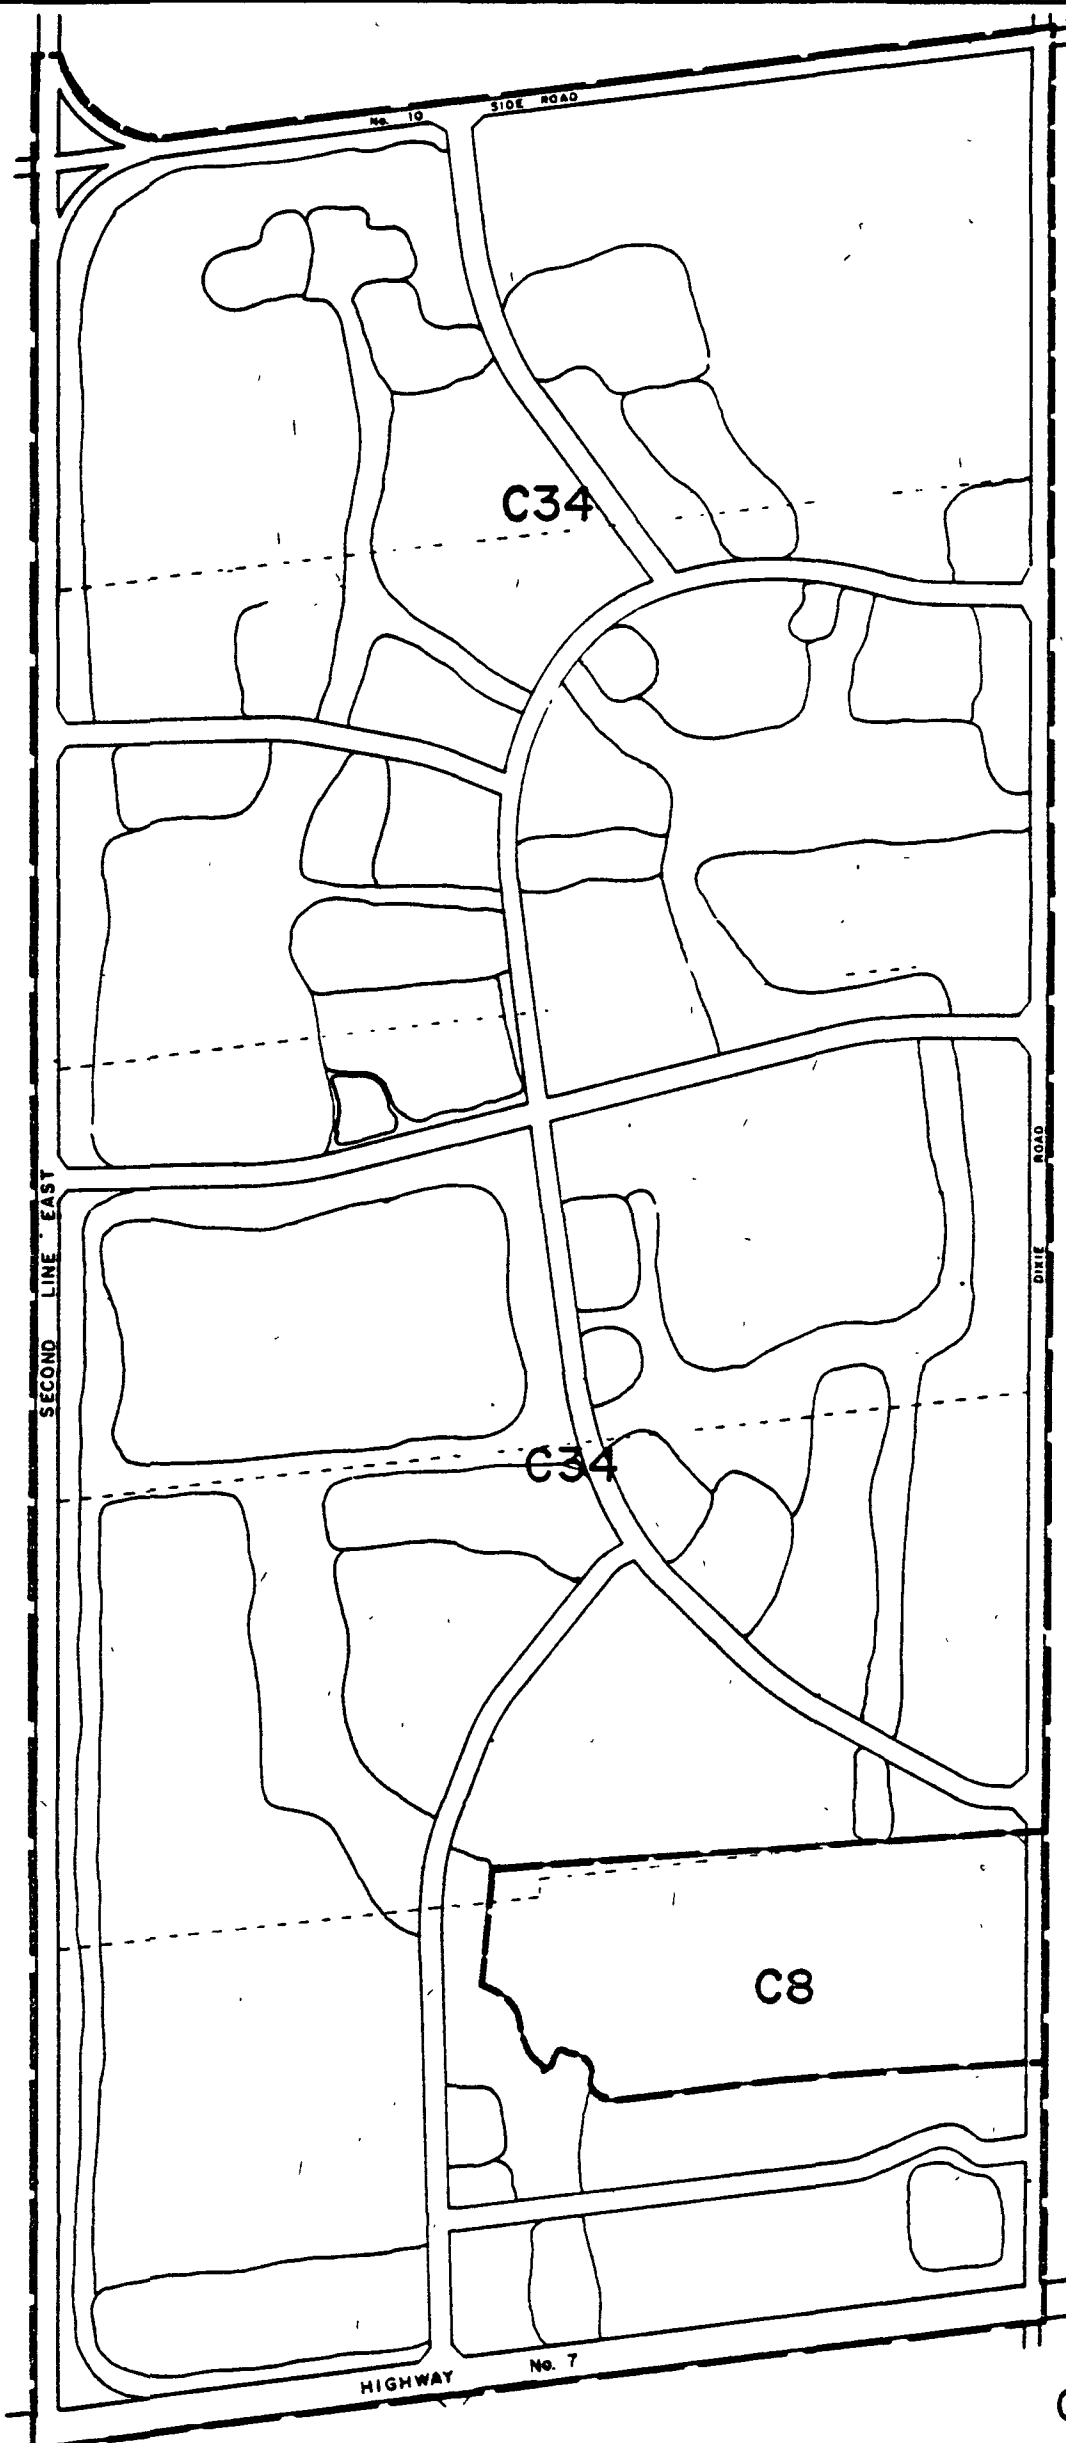 No. 10 SIDE ROAD
C34
SECOND LINE EAST
DIXIE ROAD
C34
C8
HIGHWAY No. 7